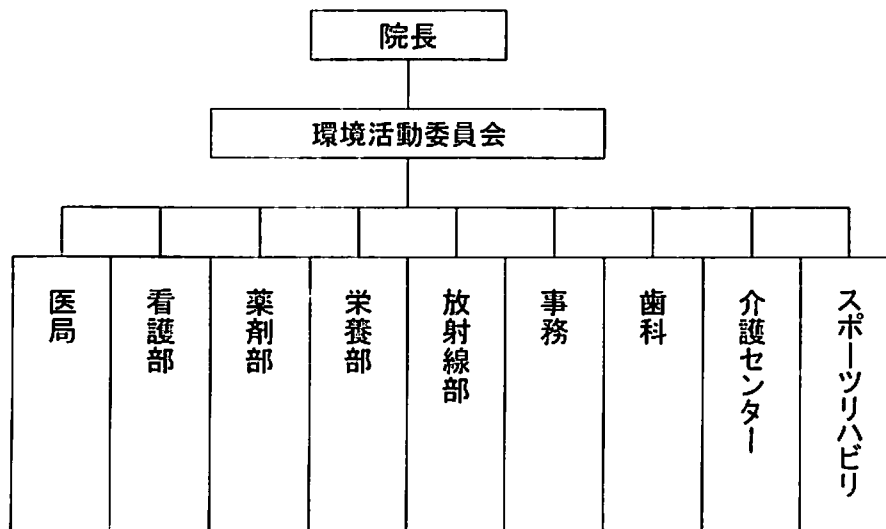 院長
環境活動委員会
医局
看護部
薬剤部
栄養部
放射線部
事務
歯科
介護センター
スポーツリハビリ